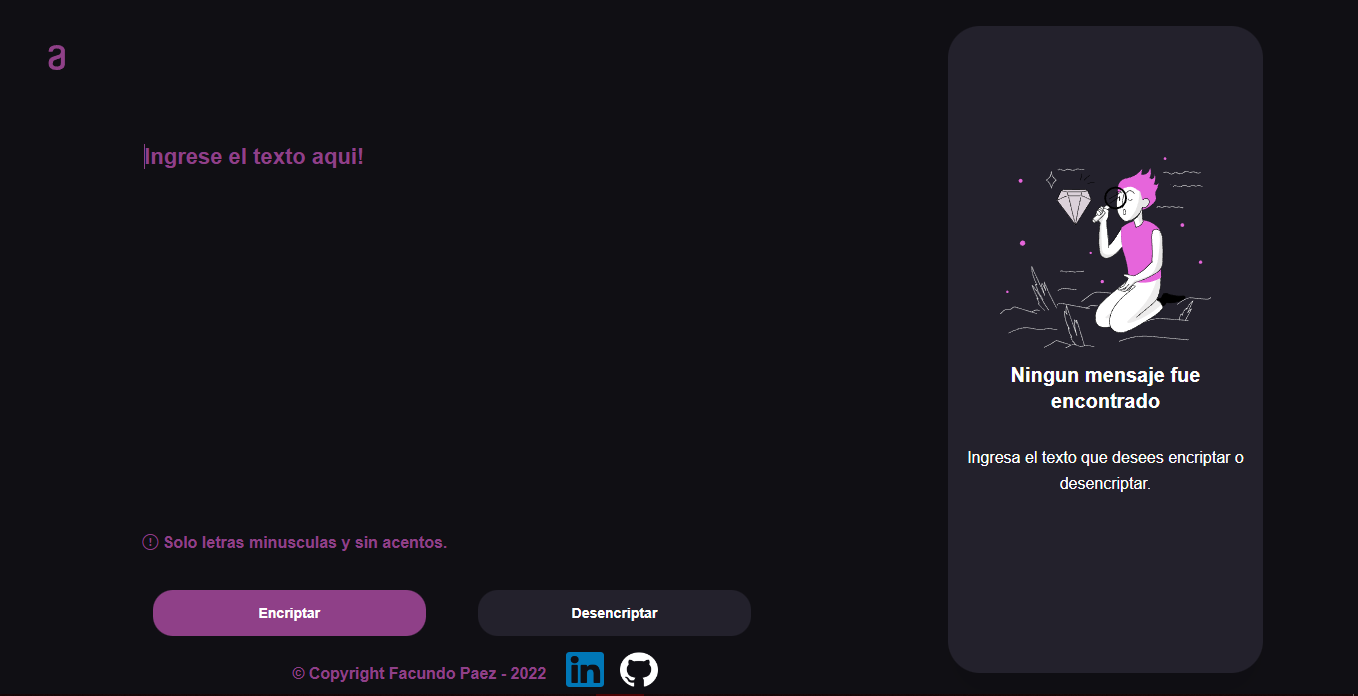 a
Ingrese el texto aqui!
Ningun mensaje fue
encontrado
Ingresa el texto que desees encriptar o
desencriptar.
Solo letras minusculas y sin acentos.
Encriptar
Desencriptar
© Copyright Facundo Paez - 2022
in